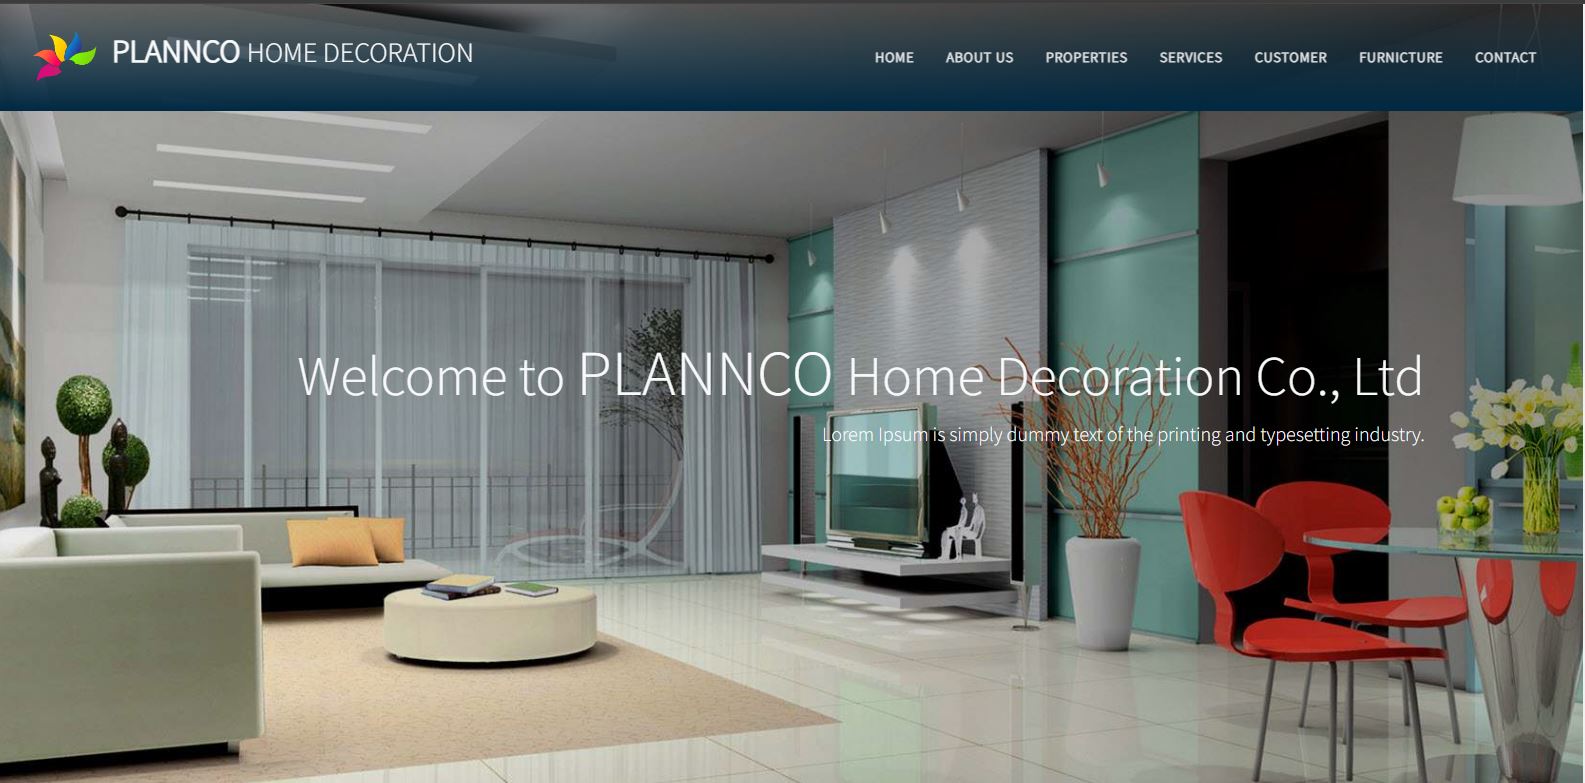 PLANNCO HOME DECORATION
HOME ABOUT US PROPERTIES SERVICES CUSTOMER FURNICTURE CONTACT
Welcome to PLANNCO Home Decoration Co., Ltd
Lorem Ipsum is simply dummy text of the printing and typesetting industry.